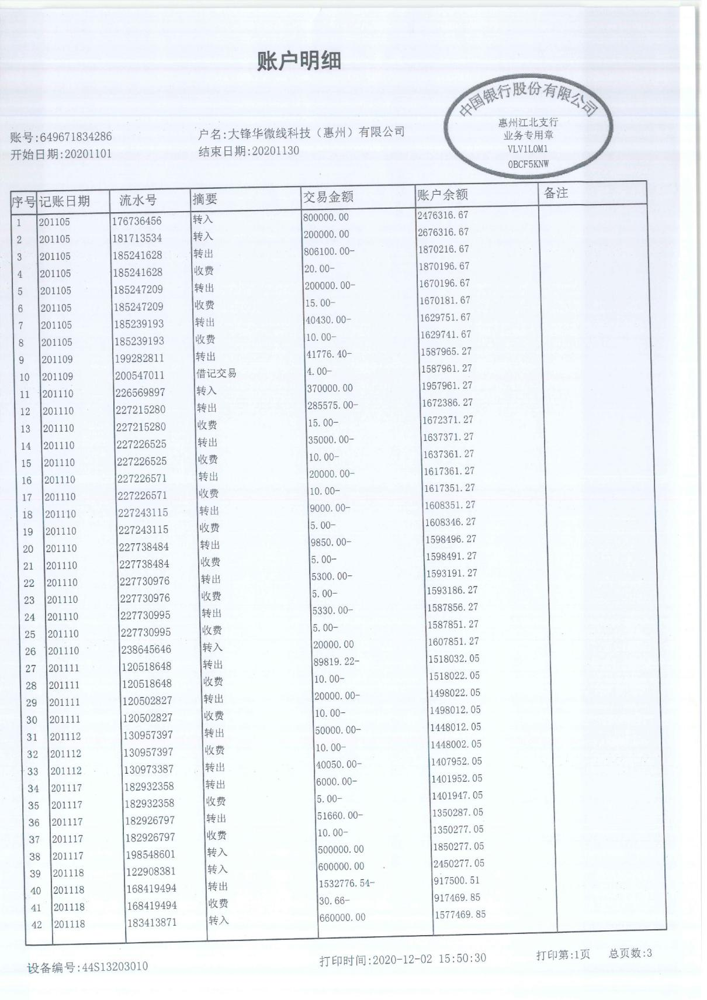 账户明细
中国银行股份有限公司
惠州江北支行
业务专用章
VLV1LOM1
0BCF5KNW
账号:649671834286 户名:大锋华微线科技（惠州）有限公司
开始日期:20201101 结束日期:20201130
序号 记账日期 流水号 摘要 交易金额 账户余额 备注
1 201105 176736456 转入 800000.00 2476316.67
2 201105 181713534 转入 200000.00 2676316.67
3 201105 185241628 转出 806100.00- 1870216.67
4 201105 185241628 收费 20.00- 1870196.67
5 201105 185247209 转出 200000.00- 1670196.67
6 201105 185247209 收费 15.00- 1670181.67
7 201105 185239193 转出 40430.00- 1629751.67
8 201105 185239193 收费 10.00- 1629741.67
9 201109 199282811 转出 41776.40- 1587965.27
10 201109 200547011 借记交易 4.00- 1587961.27
11 201110 226569897 转入 370000.00 1957961.27
12 201110 227215280 转出 285575.00- 1672386.27
13 201110 227215280 收费 15.00- 1672371.27
14 201110 227226525 转出 35000.00- 1637371.27
15 201110 227226525 收费 10.00- 1637361.27
16 201110 227226571 转出 20000.00- 1617361.27
17 201110 227226571 收费 10.00- 1617351.27
18 201110 227243115 转出 9000.00- 1608351.27
19 201110 227243115 收费 5.00- 1608346.27
20 201110 227738484 转出 9850.00- 1598496.27
21 201110 227738484 收费 5.00- 1598491.27
22 201110 227730976 转出 5300.00- 1593191.27
23 201110 227730976 收费 5.00- 1593186.27
24 201110 227730995 转出 5330.00- 1587856.27
25 201110 227730995 收费 5.00- 1587851.27
26 201110 238645646 转入 20000.00 1607851.27
27 201111 120518648 转出 89819.22- 1518032.05
28 201111 120518648 收费 10.00- 1518022.05
29 201111 120502827 转出 20000.00- 1498022.05
30 201111 120502827 收费 10.00- 1498012.05
31 201112 130957397 转出 50000.00- 1448012.05
32 201112 130957397 收费 10.00- 1448002.05
33 201112 130973387 转出 40050.00- 1407952.05
34 201117 182932358 转出 6000.00- 1401952.05
35 201117 182932358 收费 5.00- 1401947.05
36 201117 182926797 转出 51660.00- 1350287.05
37 201117 182926797 收费 10.00- 1350277.05
38 201117 198548601 转入 500000.00 1850277.05
39 201118 122908381 转入 600000.00 2450277.05
40 201118 168419494 转出 1532776.54- 917500.51
41 201118 168419494 收费 30.66- 917469.85
42 201118 183413871 转入 660000.00 1577469.85
设备编号:44S13203010 打印时间:2020-12-02 15:50:30 打印第:1页 总页数:3